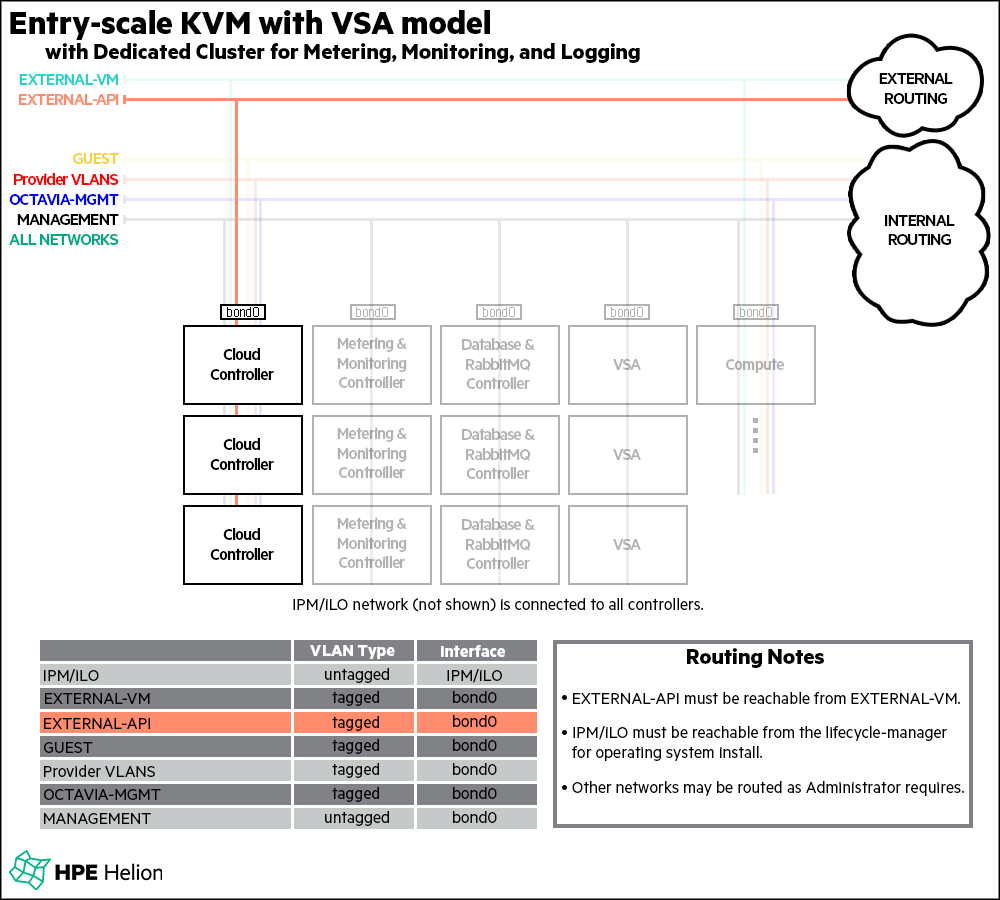 Entry-scale KVM with VSA model
with Dedicated Cluster for Metering, Monitoring, and Logging
EXTERNAL-VM
EXTERNAL-API
EXTERNAL
ROUTING
GUEST
Provider VLANS
OCTAVIA-MGMT
MANAGEMENT
ALL NETWORKS
INTERNAL
ROUTING
bond0 bond0 bond0 bond0 bond0
Cloud
Controller
Metering &
Monitoring
Controlller
Database &
RabbitMQ
Controller
VSA
Compute
Cloud
Controller
Metering &
Monitoring
Controlller
Database &
RabbitMQ
Controller
VSA
Cloud
Controller
Metering &
Monitoring
Controlller
Database &
RabbitMQ
Controller
VSA
IPM/iLO network (not shown) is connected to all controllers.
VLAN Type Interface
IPM/ILO untagged IPM/ILO
EXTERNAL-VM tagged bond0
EXTERNAL-API tagged bond0
GUEST tagged bond0
Provider VLANS tagged bond0
OCTAVIA-MGMT tagged bond0
MANAGEMENT untagged bond0
Routing Notes
• EXTERNAL-API must be reachable from EXTERNAL-VM.
• IPM/ILO must be reachable from the lifecycle-manager
for operating system install.
• Other networks may be routed as Administrator requires.
HPE Helion